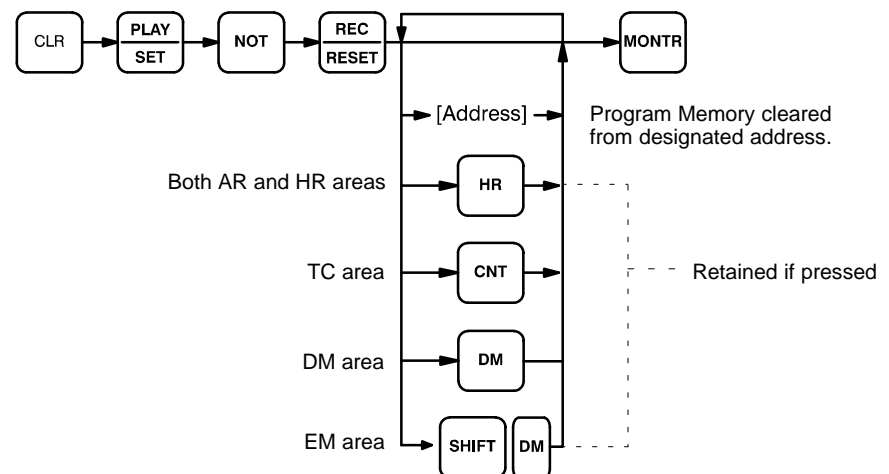 CLR
PLAY
SET
NOT
REC
RESET
MONTR
[Address]
Program Memory cleared
from designated address.
Both AR and HR areas
HR
TC area
CNT
Retained if pressed
DM area
DM
EM area
SHIFT
DM